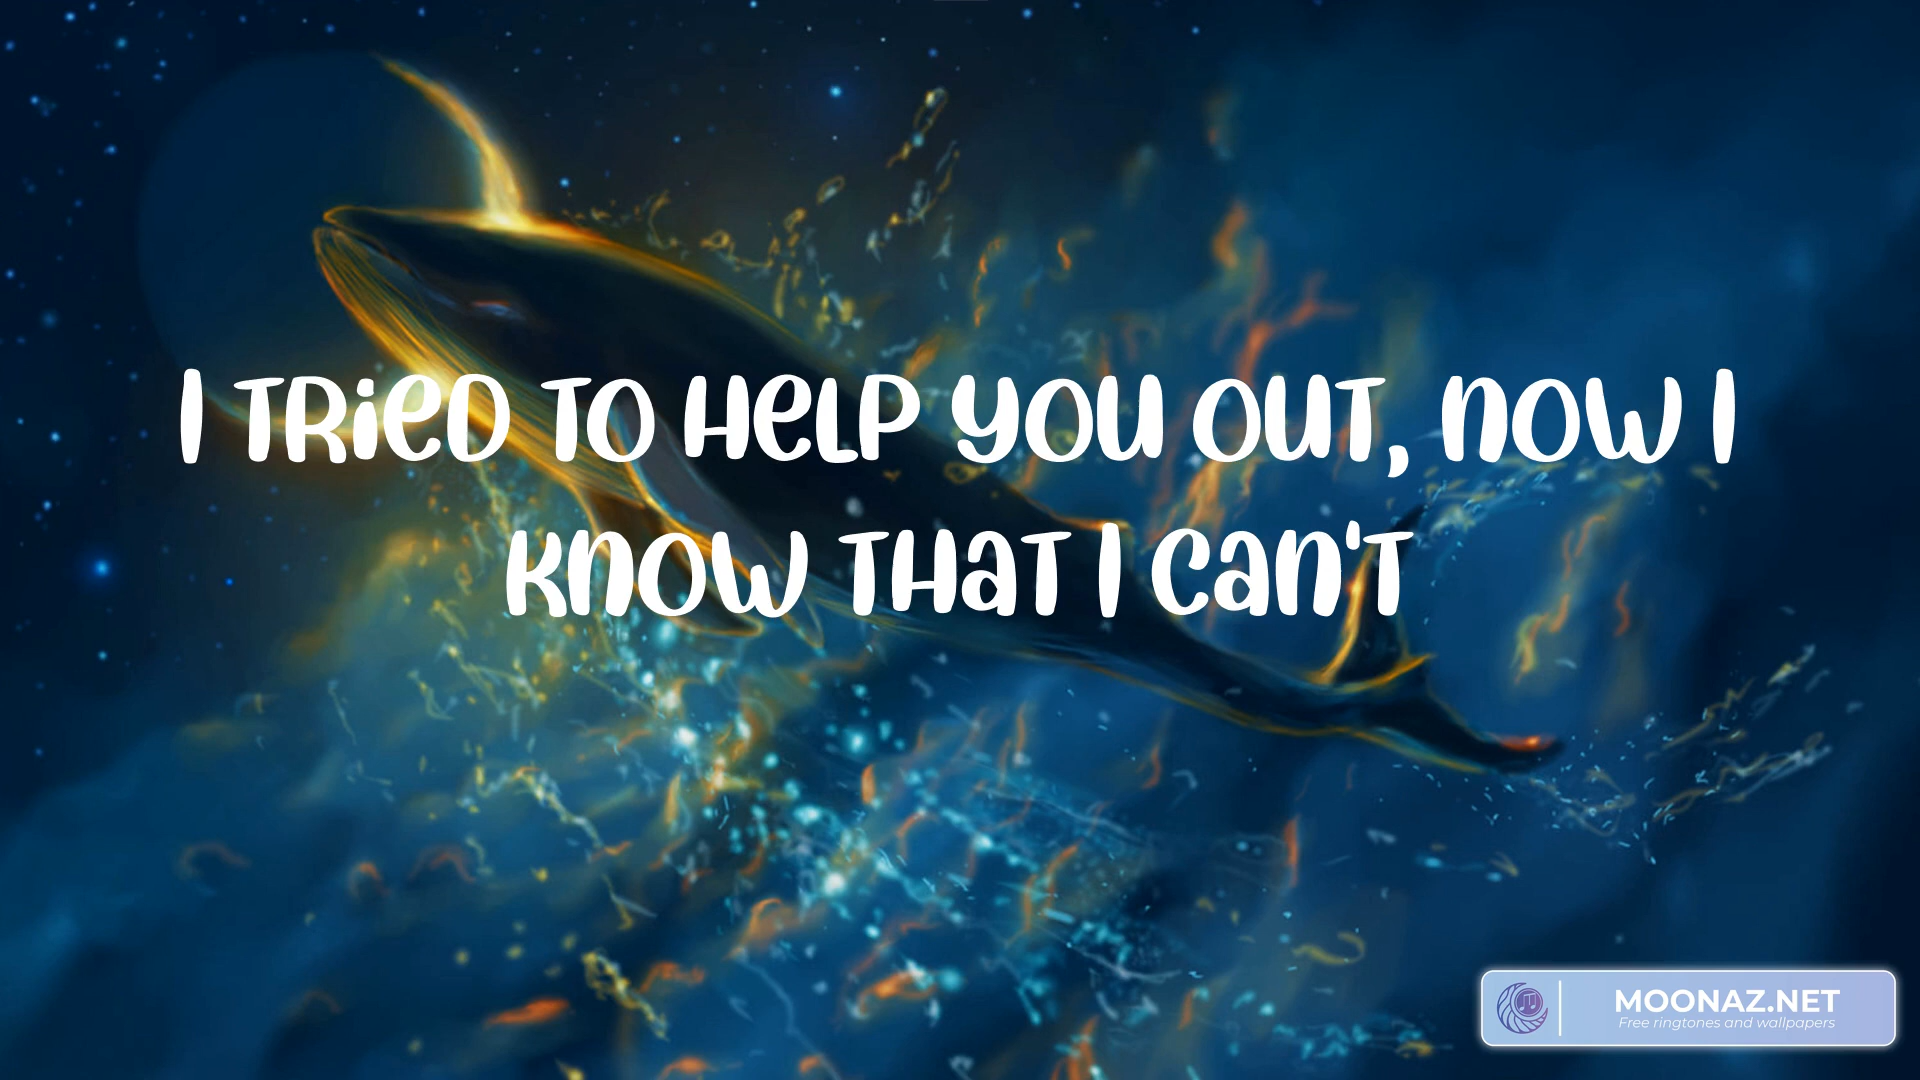 I TRieD TO HeLP YOU OUT, NOW I
KNOW THaT I Can'T
MOONAZ.NET
Free ringtones and wallpapers